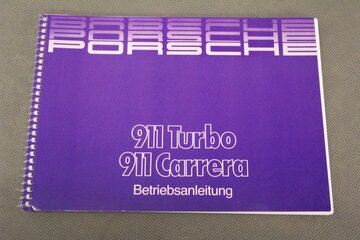 PORSCHE
PORSCHE
PORSCHE
911 Turbo
911 Carrera
Betriebsanleitung